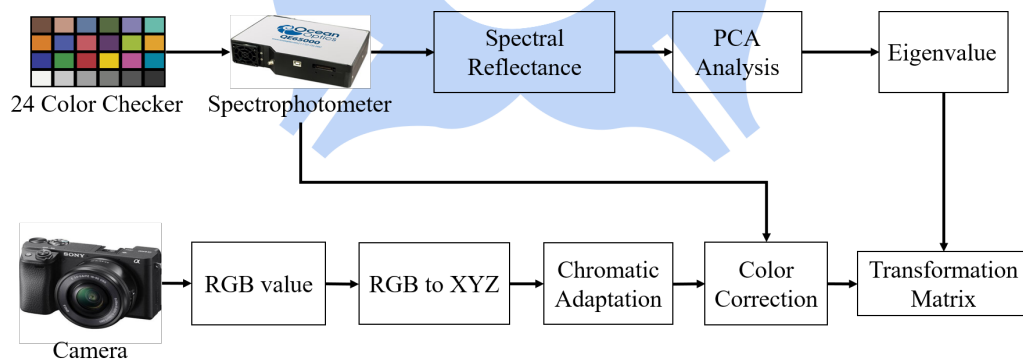 Ocean
Optics
QE65000
24 Color Checker
Spectrophotometer
Spectral
Reflectance
PCA
Analysis
Eigenvalue
SONY
α
Camera
RGB value
RGB to XYZ
Chromatic
Adaptation
Color
Correction
Transformation
Matrix